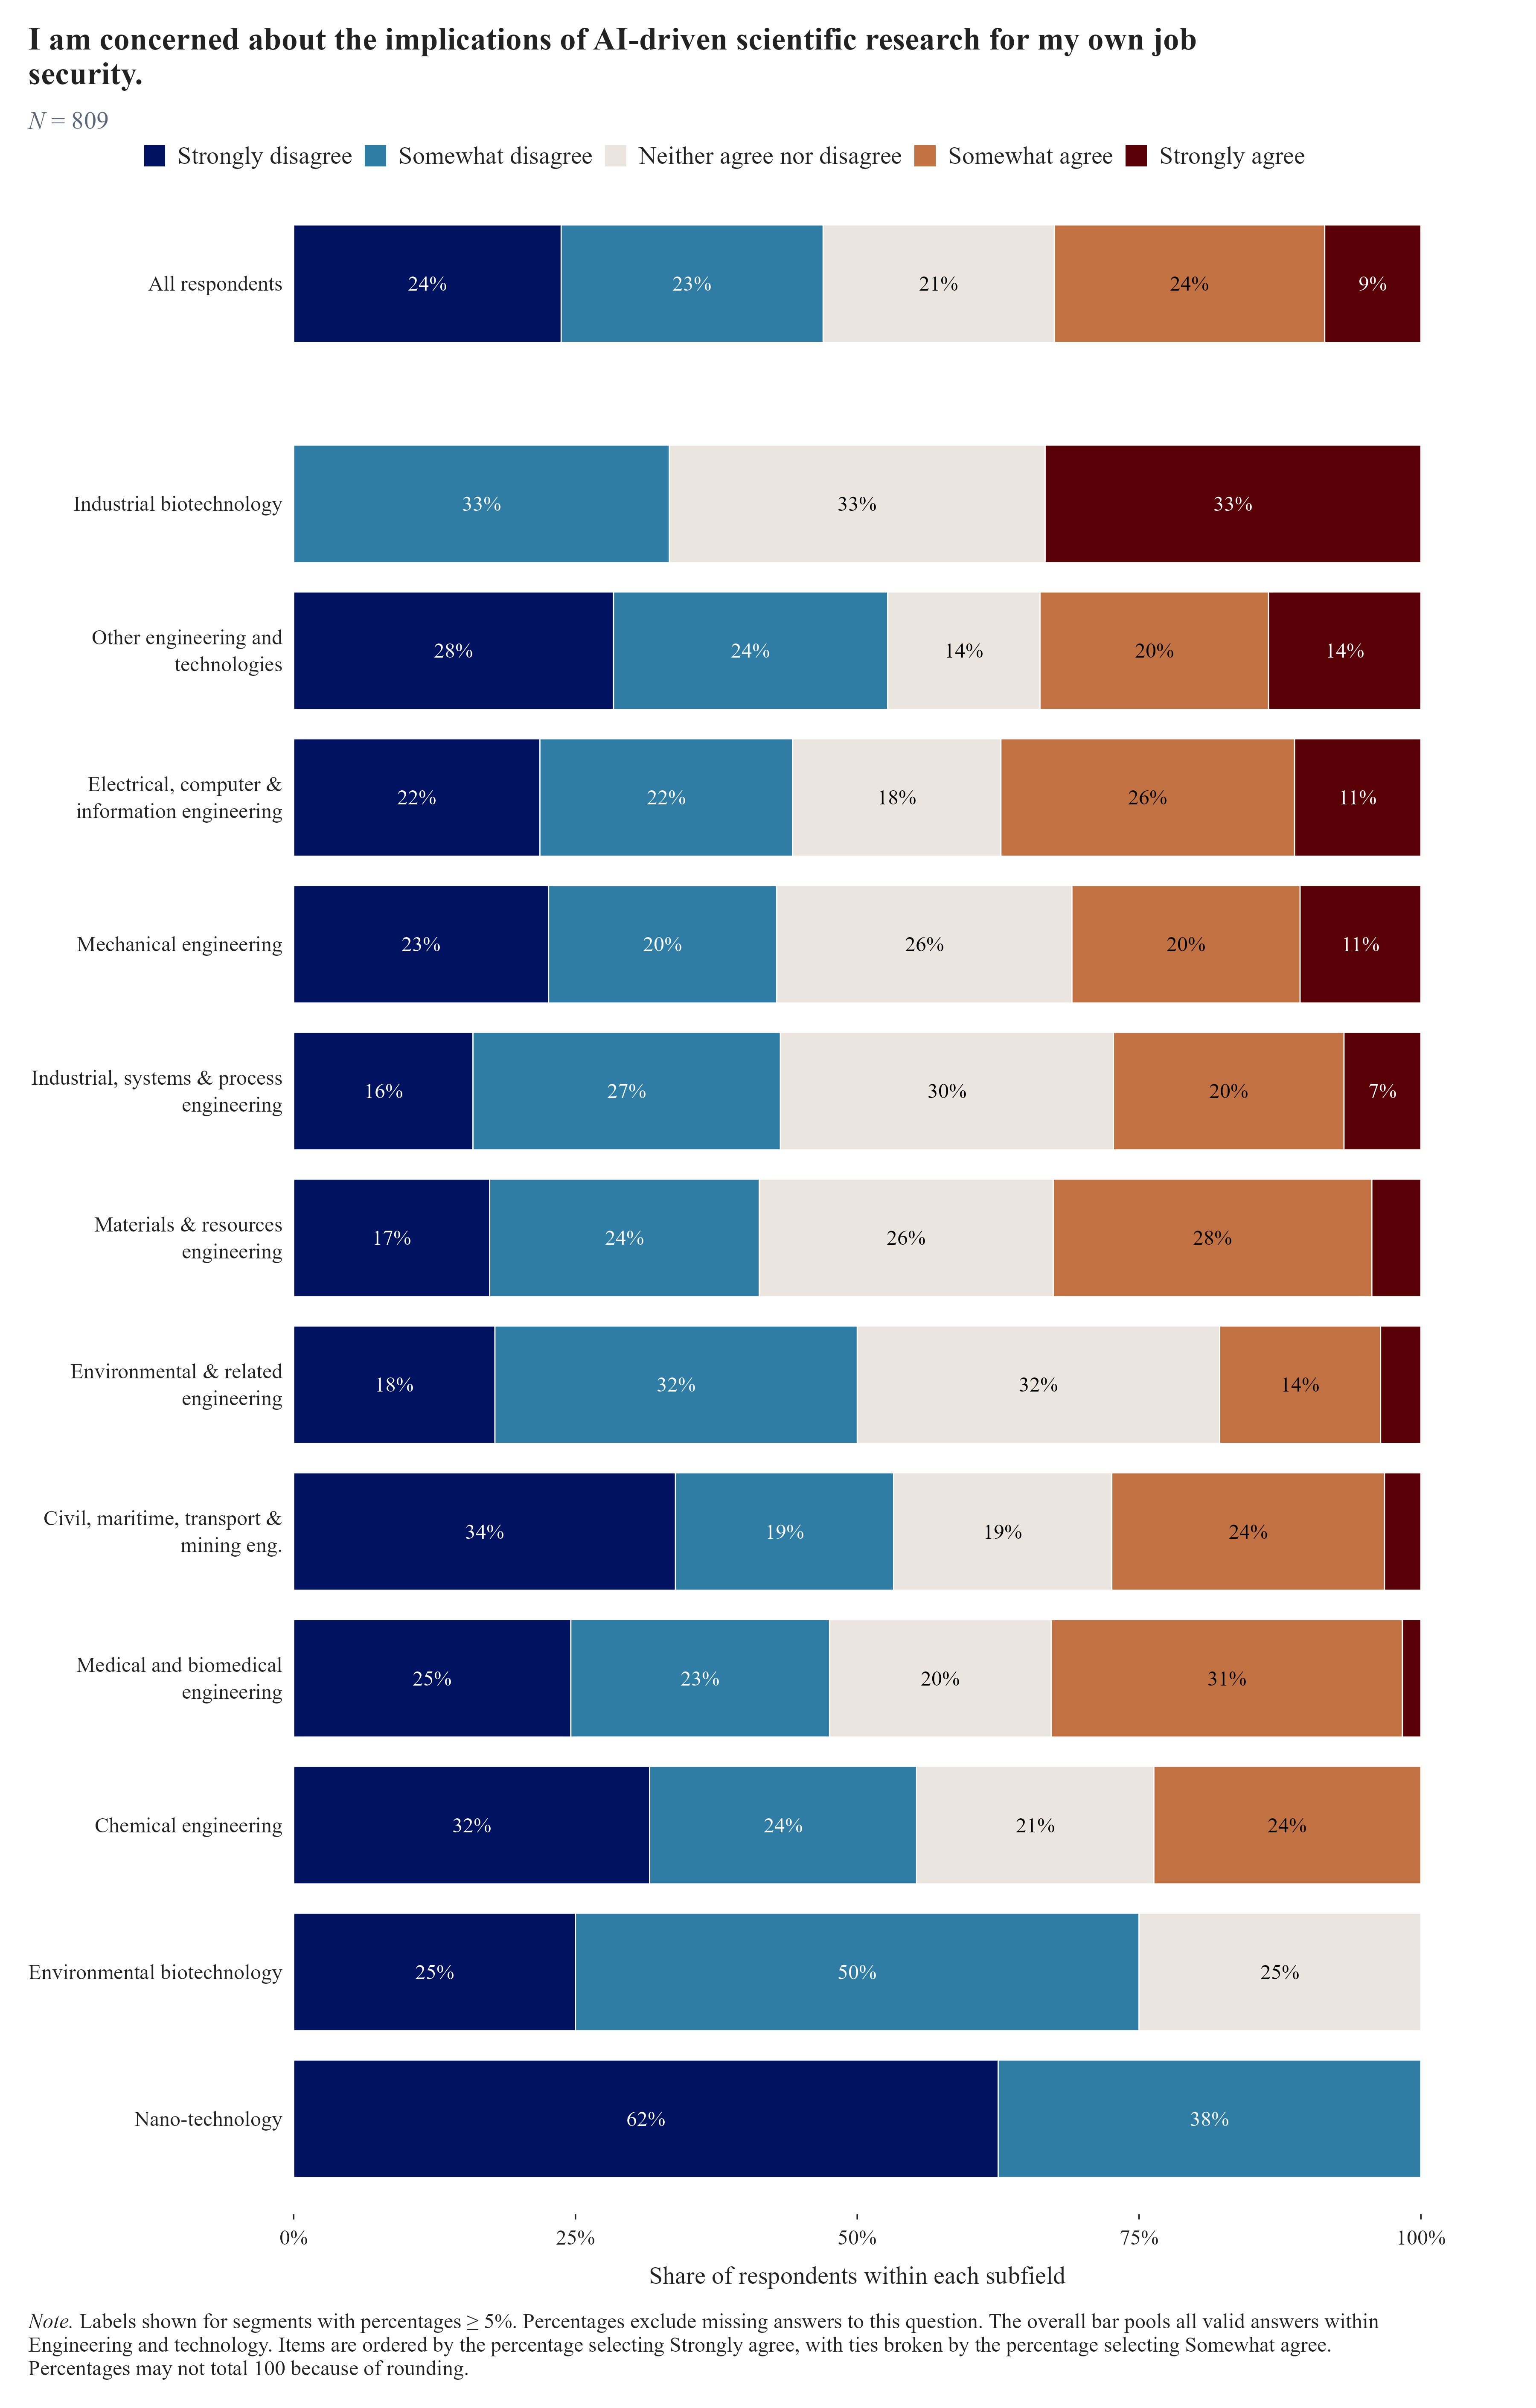 I am concerned about the implications of AI-driven scientific research for my own job
security.
N = 809
Strongly disagree Somewhat disagree Neither agree nor disagree Somewhat agree Strongly agree
All respondents 24% 23% 21% 24% 9%
Industrial biotechnology 33% 33% 33%
Other engineering and
technologies
28% 24% 14% 20% 14%
Electrical, computer &
information engineering
22% 22% 18% 26% 11%
Mechanical engineering 23% 20% 26% 20% 11%
Industrial, systems & process
engineering
16% 27% 30% 20% 7%
Materials & resources
engineering
17% 24% 26% 28%
Environmental & related
engineering
18% 32% 32% 14%
Civil, maritime, transport &
mining eng.
34% 19% 19% 24%
Medical and biomedical
engineering
25% 23% 20% 31%
Chemical engineering 32% 24% 21% 24%
Environmental biotechnology 25% 50% 25%
Nano-technology 62% 38%
0% 25% 50% 75% 100%
Share of respondents within each subfield
Note. Labels shown for segments with percentages ≥ 5%. Percentages exclude missing answers to this question. The overall bar pools all valid answers within
Engineering and technology. Items are ordered by the percentage selecting Strongly agree, with ties broken by the percentage selecting Somewhat agree.
Percentages may not total 100 because of rounding.